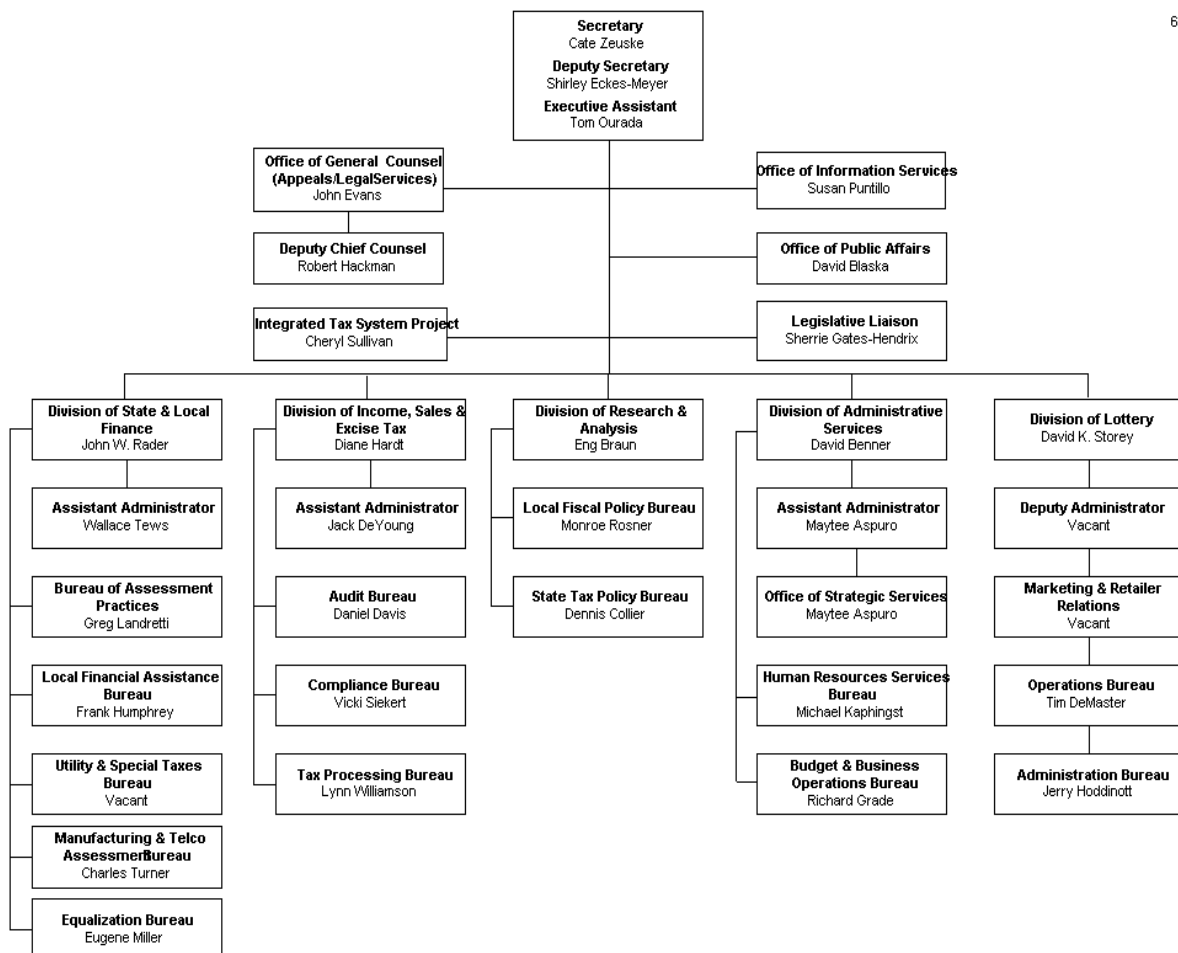 6
Secretary
Cate Zeuske
Deputy Secretary
Shirley Eckes-Meyer
Executive Assistant
Tom Ourada
Office of General Counsel
(Appeals/LegalServices)
John Evans
Office of Information Services
Susan Puntillo
Deputy Chief Counsel
Robert Hackman
Office of Public Affairs
David Blaska
Integrated Tax System Project
Cheryl Sullivan
Legislative Liaison
Sherrie Gates-Hendrix
Division of State & Local
Finance
John W. Rader
Division of Income, Sales &
Excise Tax
Diane Hardt
Division of Research &
Analysis
Eng Braun
Division of Administrative
Services
David Benner
Division of Lottery
David K. Storey
Assistant Administrator
Wallace Tews
Assistant Administrator
Jack DeYoung
Local Fiscal Policy Bureau
Monroe Rosner
Assistant Administrator
Maytee Aspuro
Deputy Administrator
Vacant
Bureau of Assessment
Practices
Greg Landretti
Audit Bureau
Daniel Davis
State Tax Policy Bureau
Dennis Collier
Office of Strategic Services
Maytee Aspuro
Marketing & Retailer
Relations
Vacant
Local Financial Assistance
Bureau
Frank Humphrey
Compliance Bureau
Vicki Siekert
Human Resources Services
Bureau
Michael Kaphingst
Operations Bureau
Tim DeMaster
Utility & Special Taxes
Bureau
Vacant
Tax Processing Bureau
Lynn Williamson
Budget & Business
Operations Bureau
Richard Grade
Administration Bureau
Jerry Hoddinott
Manufacturing & Telco
Assessment Bureau
Charles Turner
Equalization Bureau
Eugene Miller